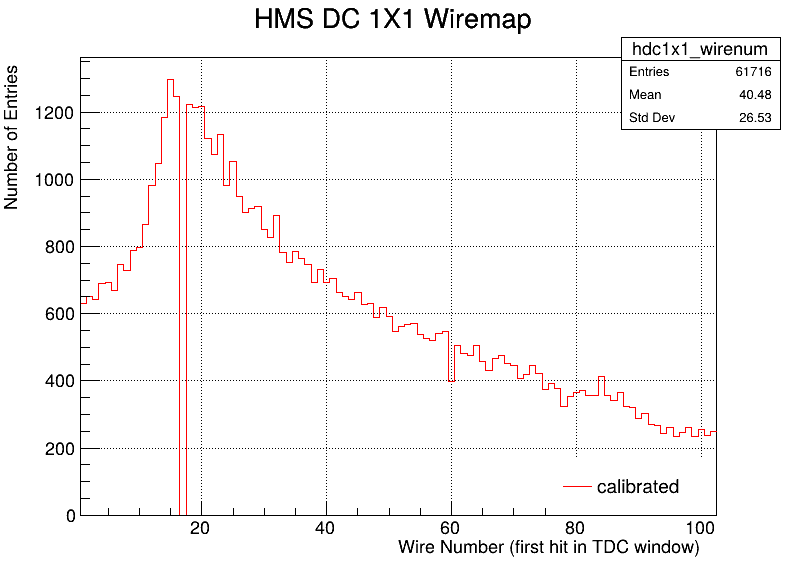 HMS DC 1X1 Wiremap
hdc1x1_wirenum
Entries 61716
Mean 40.48
Std Dev 26.53
Number of Entries
1200
1000
800
600
400
200
0
calibrated
20 40 60 80 100
Wire Number (first hit in TDC window)